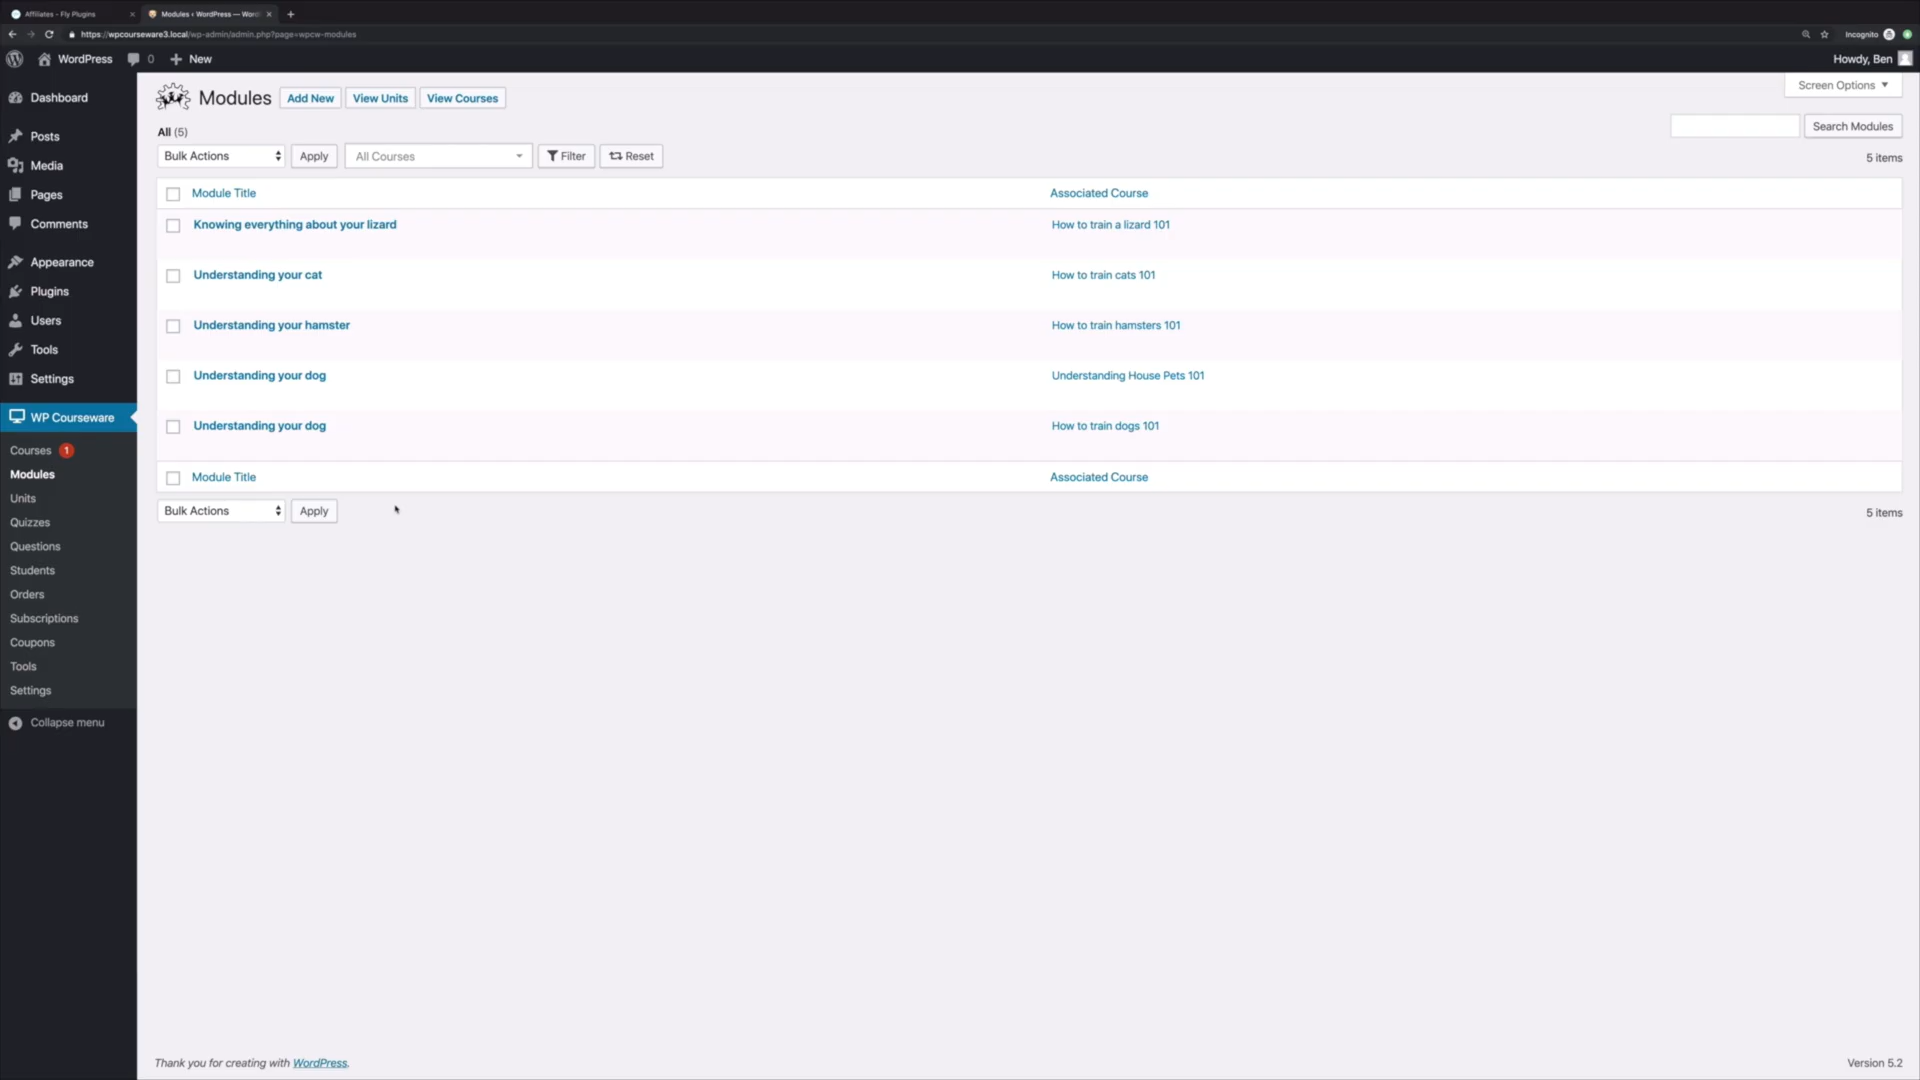 Affiliates - Fly Plugins
Modules ‹ WordPress — Word
https://wpcourseware3.local/wp-admin/admin.php?page=wpcw-modules
Incognito
WordPress
0
New
Howdy, Ben
Dashboard
Posts
Media
Pages
Comments
Appearance
Plugins
Users
Tools
Settings
WP Courseware
Courses 1
Modules
Units
Quizzes
Questions
Students
Orders
Subscriptions
Coupons
Tools
Settings
Collapse menu
Modules
Add New
View Units
View Courses
Screen Options
All (5)
Search Modules
Bulk Actions
Apply
All Courses
Filter
Reset
5 items
Module Title
Associated Course
Knowing everything about your lizard
How to train a lizard 101
Understanding your cat
How to train cats 101
Understanding your hamster
How to train hamsters 101
Understanding your dog
Understanding House Pets 101
Understanding your dog
How to train dogs 101
Module Title
Associated Course
Bulk Actions
Apply
5 items
Thank you for creating with WordPress.
Version 5.2